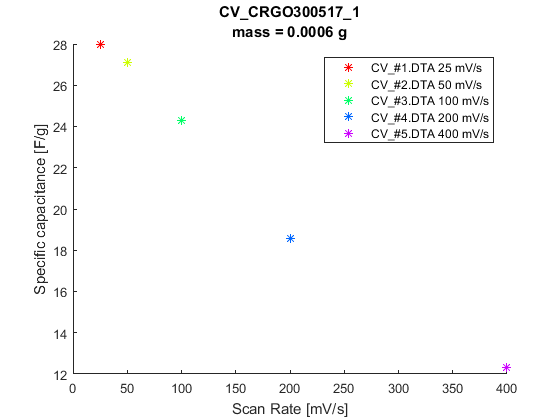 CV_CRGO300517_1
mass = 0.0006 g
28
26
24
22
20
18
16
14
12
Specific capacitance [F/g]
CV_#1.DTA 25 mV/s
CV_#2.DTA 50 mV/s
CV_#3.DTA 100 mV/s
CV_#4.DTA 200 mV/s
CV_#5.DTA 400 mV/s
0 50 100 150 200 250 300 350 400
Scan Rate [mV/s]